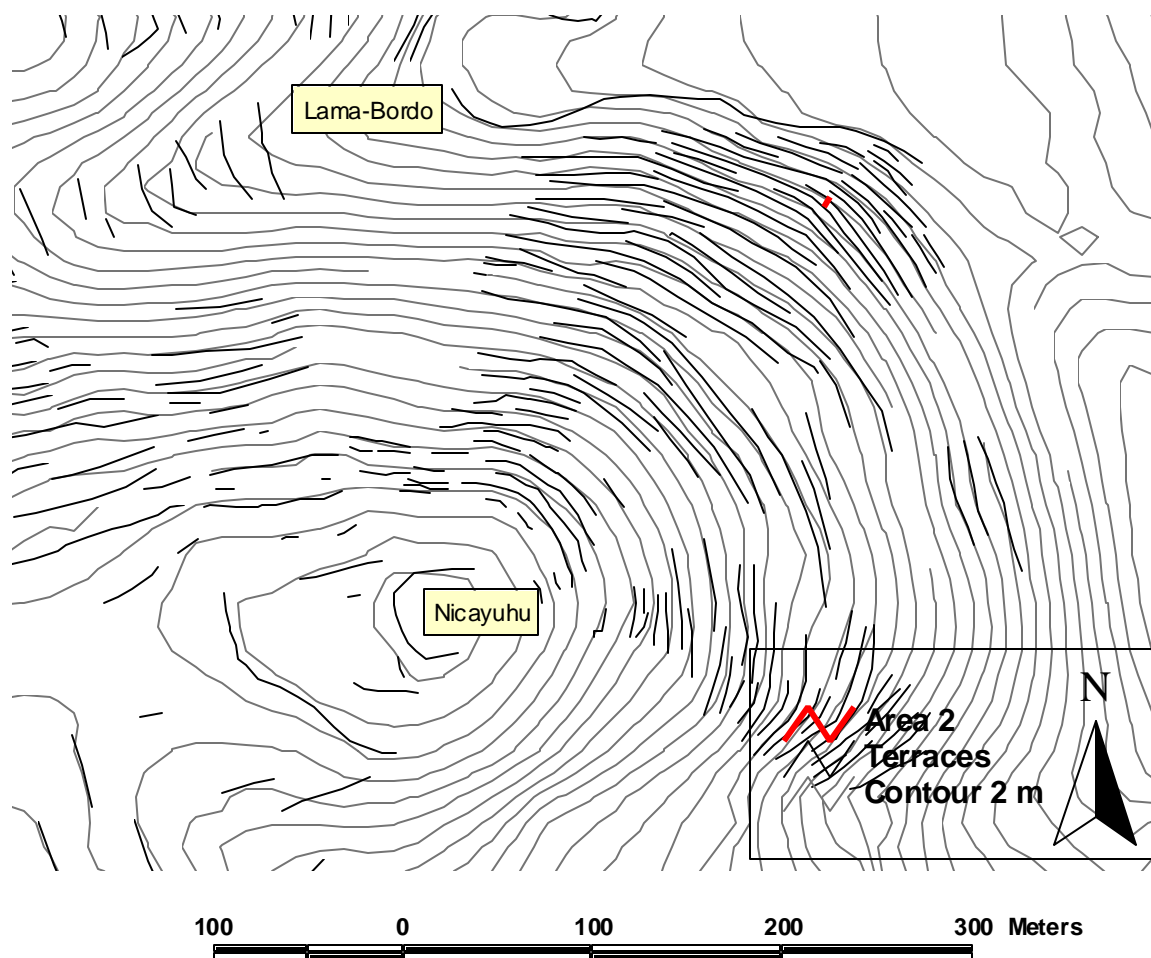 Lama-Bordo
Nicayuhu
N
Area 2
Terraces
Contour 2 m
100 0 100 200 300 Meters